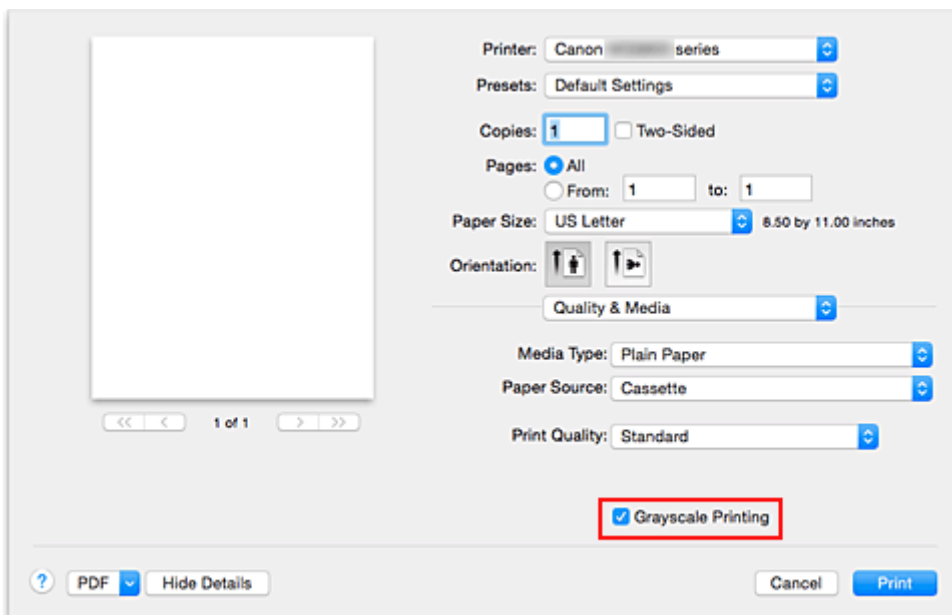 Printer: Canon series
Presets: Default Settings
Copies: 1 Two-Sided
Pages: All
From: 1 to: 1
Paper Size: US Letter 8.50 by 11.00 inches
Orientation:
Quality & Media
Media Type: Plain Paper
Paper Source: Cassette
1 of 1
Print Quality: Standard
Grayscale Printing
? PDF Hide Details Cancel Print